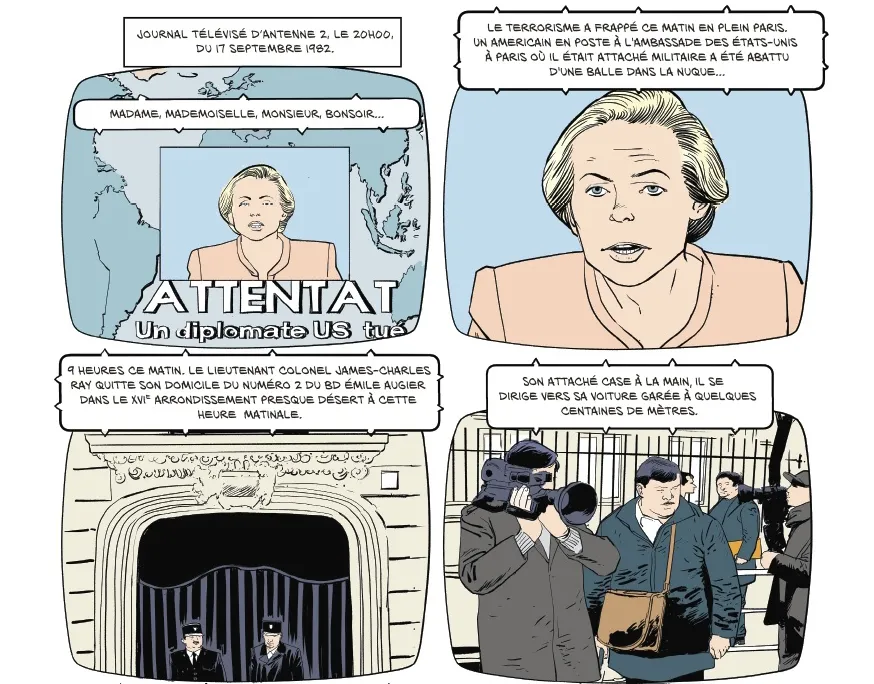 JOURNAL TÉLÉVISÉ D'ANTENNE 2, LE 20H00,
DU 17 SEPTEMBRE 1982.
MADAME, MADEMOISELLE, MONSIEUR, BONSOIR...
ATTENTAT
Un diplomate US tué
LE TERRORISME A FRAPPÉ CE MATIN EN PLEIN PARIS.
UN AMERICAIN EN POSTE À L'AMBASSADE DES ÉTATS-UNIS
À PARIS OÙ IL ÉTAIT ATTACHÉ MILITAIRE A ÉTÉ ABATTU
D'UNE BALLE DANS LA NUQUE...
9 HEURES CE MATIN. LE LIEUTENANT COLONEL JAMES-CHARLES
RAY QUITTE SON DOMICILE DU NUMÉRO 2 DU BD ÉMILE AUGIER
DANS LE XVIE ARRONDISSEMENT PRESQUE DÉSERT À CETTE
HEURE MATINALE.
SON ATTACHÉ CASE À LA MAIN, IL SE
DIRIGE VERS SA VOITURE GARÉE À QUELQUES
CENTAINES DE MÈTRES.